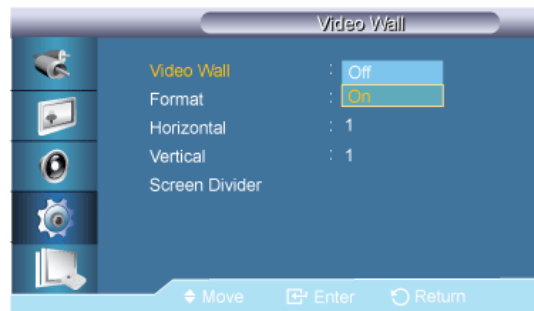 Video Wall
Video Wall : Off
Format : On
Horizontal : 1
Vertical : 1
Screen Divider
Move Enter Return